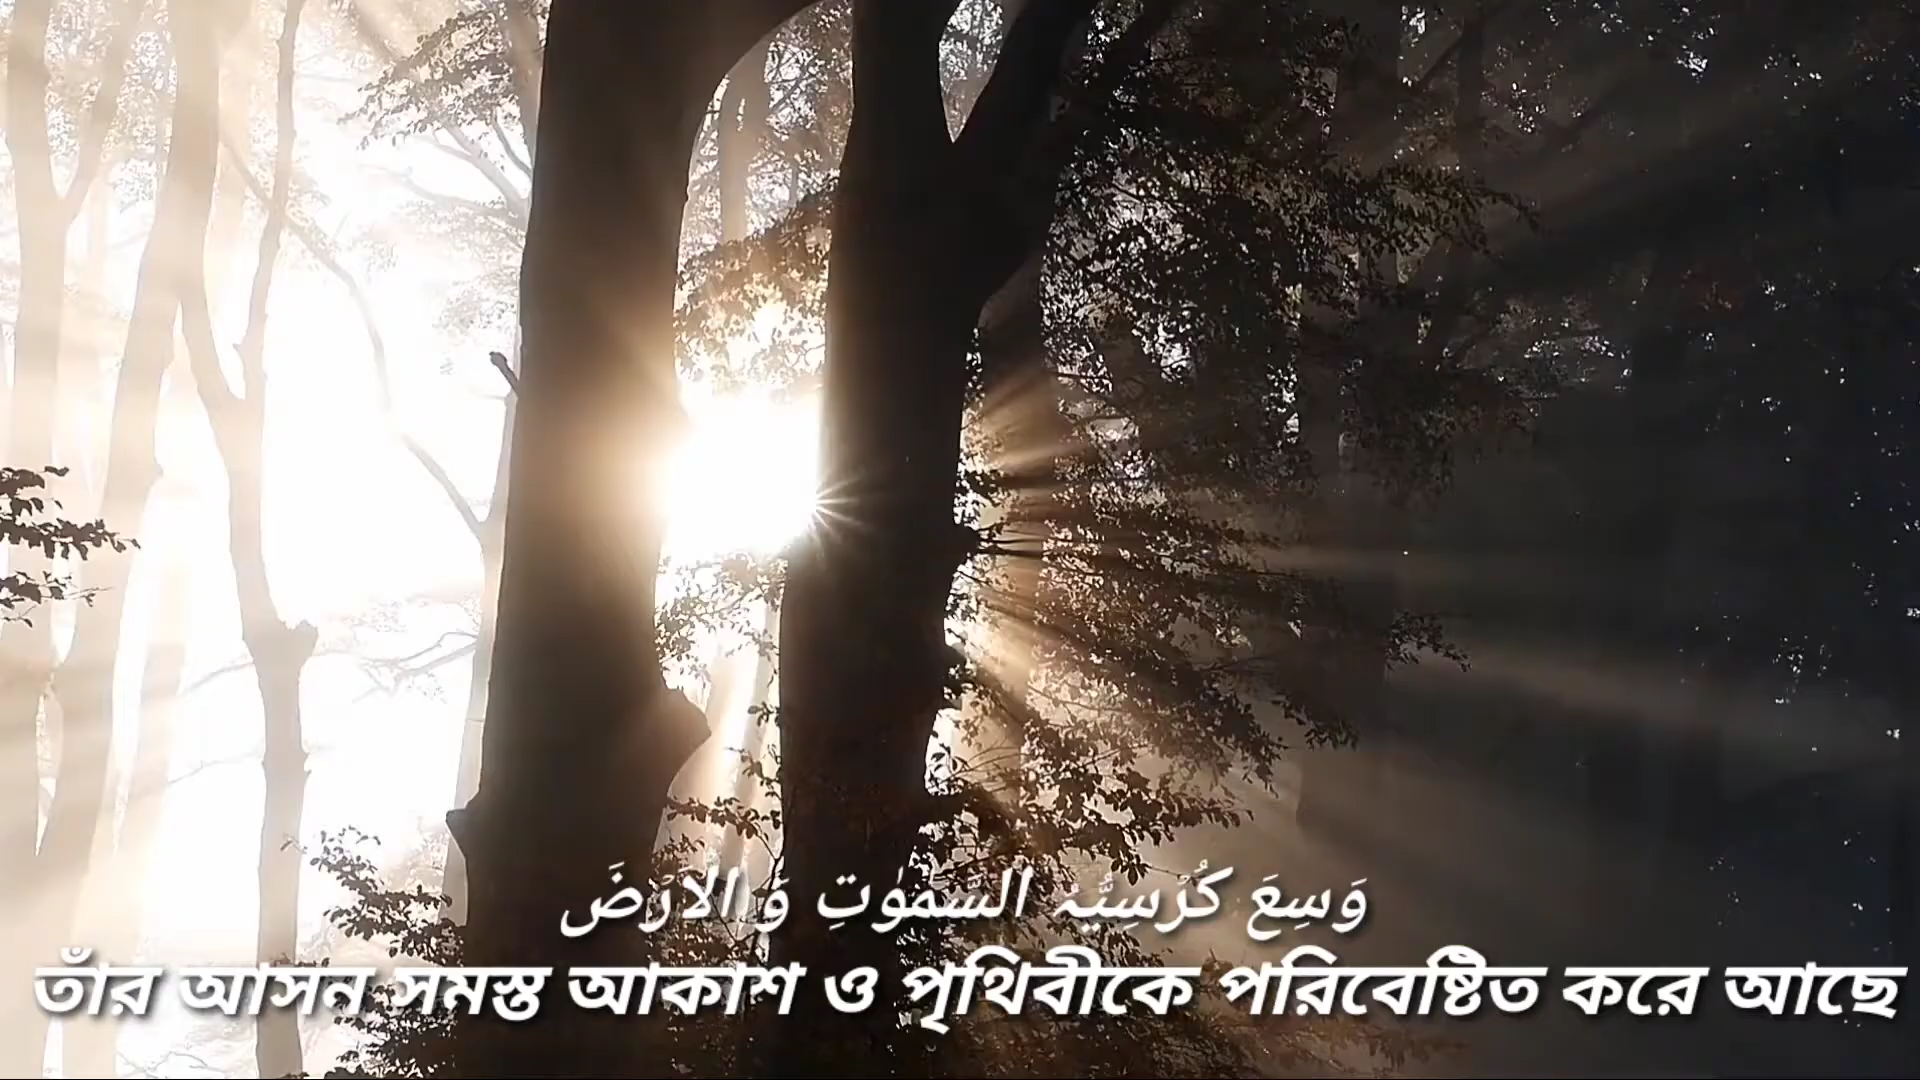 وَسِعَ كُرْسِيُّهُ السَّمٰوٰتِ وَ الۡاَرۡضَ
তাঁর আসন সমস্ত আকাশ ও পৃথিবীকে পরিবেষ্টিত করে আছে